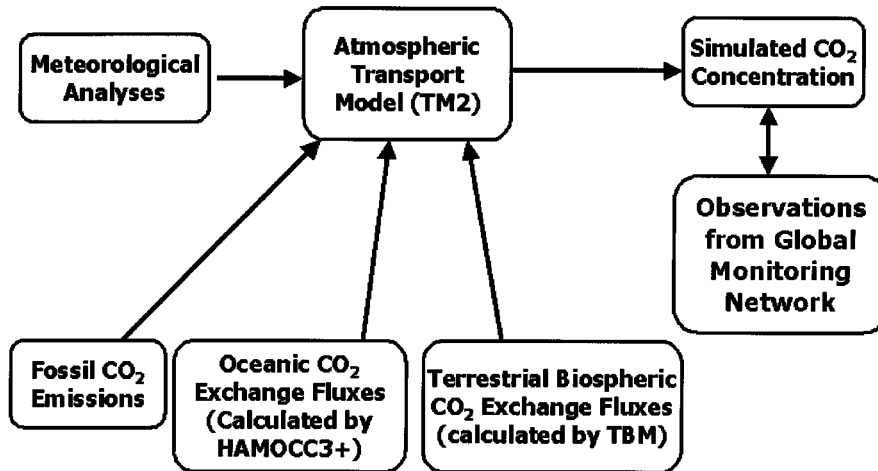 Meteorological
Analyses
Atmospheric
Transport
Model (TM2)
Simulated CO₂
Concentration
Observations
from Global
Monitoring
Network
Fossil CO₂
Emissions
Oceanic CO₂
Exchange Fluxes
(Calculated by
HAMOCC3+)
Terrestrial Biospheric
CO₂ Exchange Fluxes
(calculated by TBM)